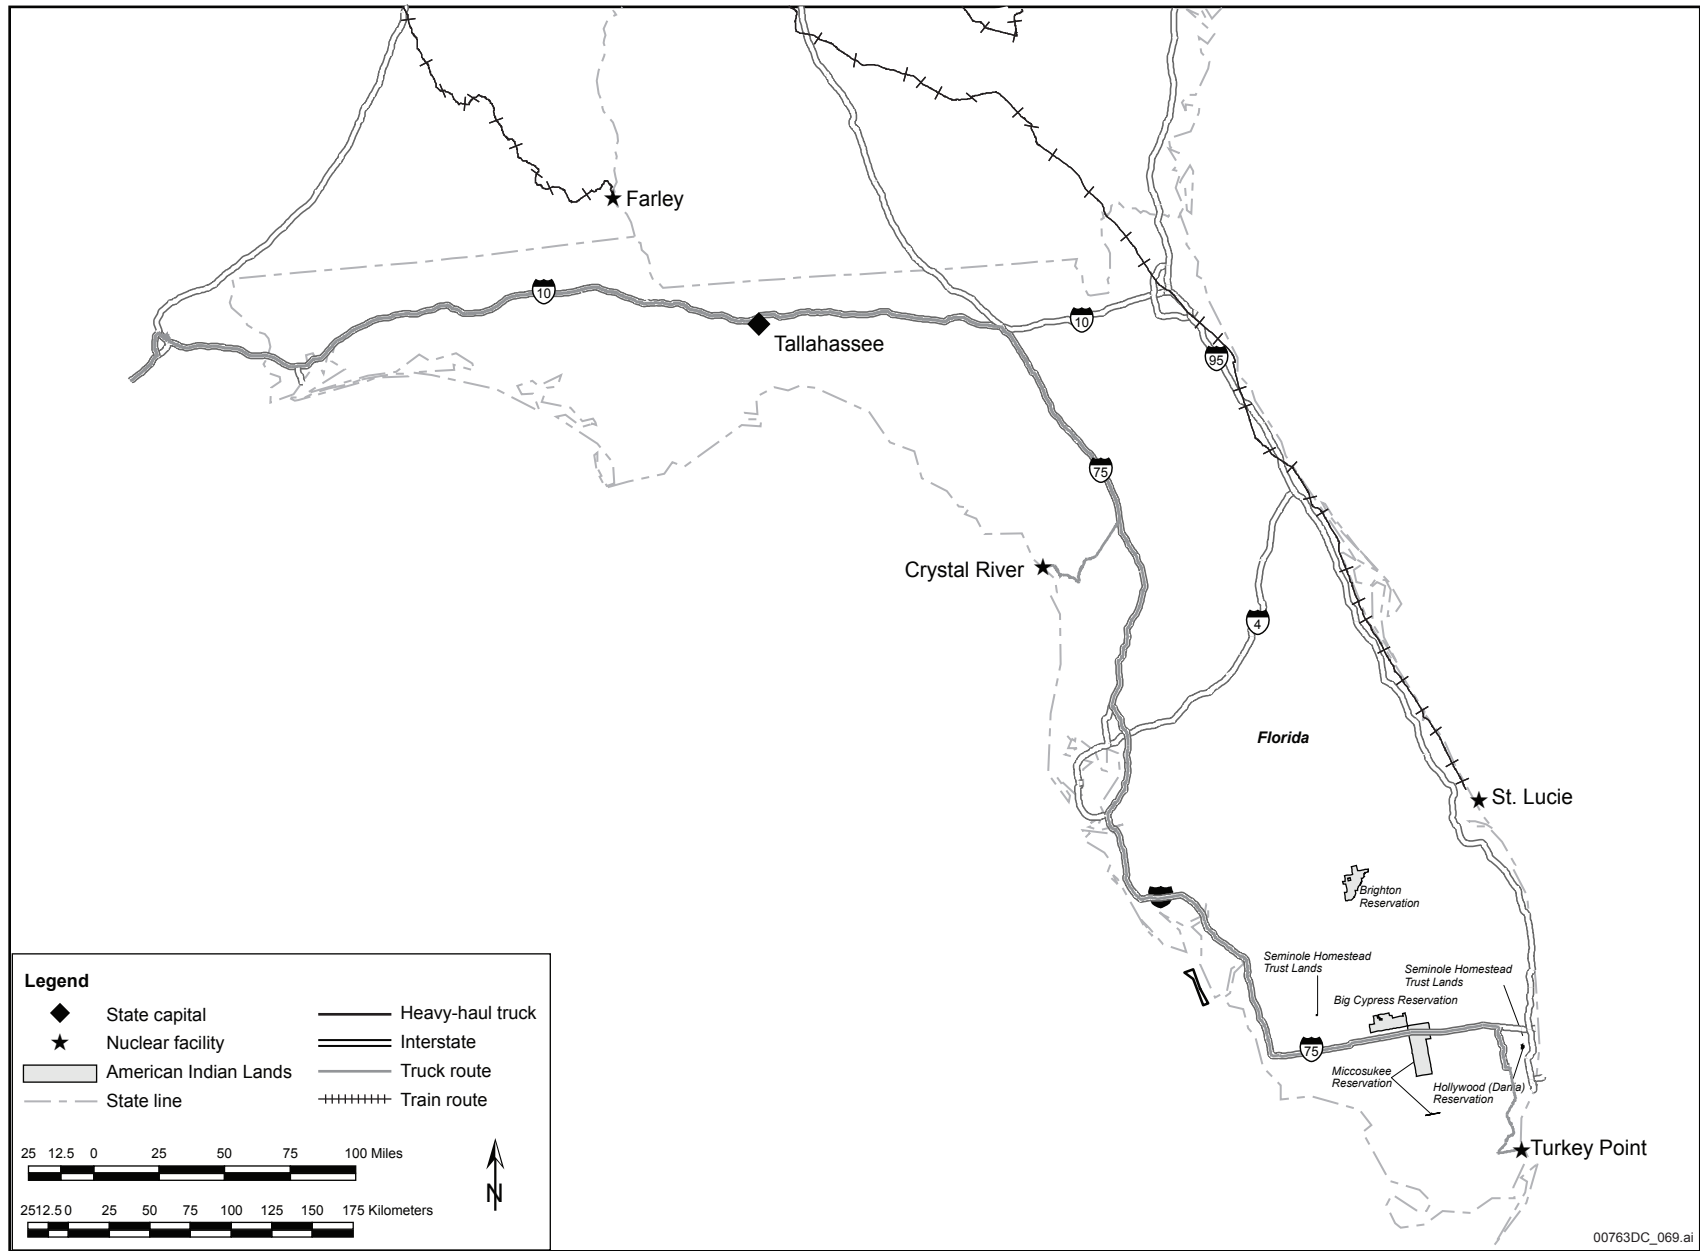 Farley
10
Tallahassee
10
95
75
Crystal River
4
Florida
St. Lucie
Brighton
Reservation
Seminole Homestead
Trust Lands
Seminole Homestead
Trust Lands
Big Cypress Reservation
75
Miccosukee
Reservation
Hollywood (Dania)
Reservation
Turkey Point
Legend
State capital
Nuclear facility
American Indian Lands
State line
Heavy-haul truck
Interstate
Truck route
Train route
25 12.5 0 25 50 75 100 Miles
25 12.5 0 25 50 75 100 125 150 175 Kilometers
N
00763DC_069.ai